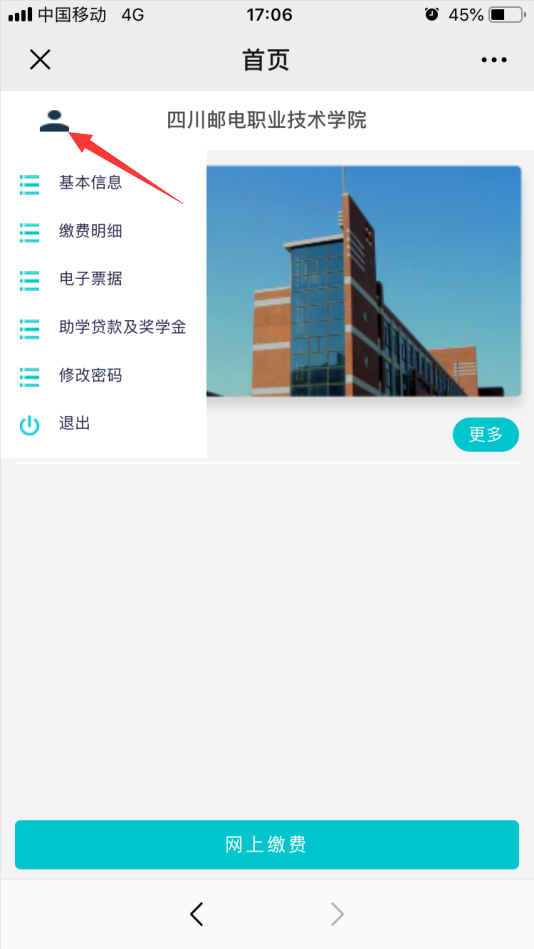 中国移动 4G 17:06 45%
首页
四川邮电职业技术学院
基本信息
缴费明细
电子票据
助学贷款及奖学金
修改密码
退出
更多
网上缴费